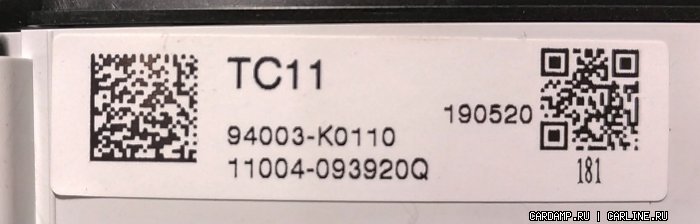 TC11
190520
94003-K0110
11004-093920Q
181
CARDAMP.RU | CARLINE.RU